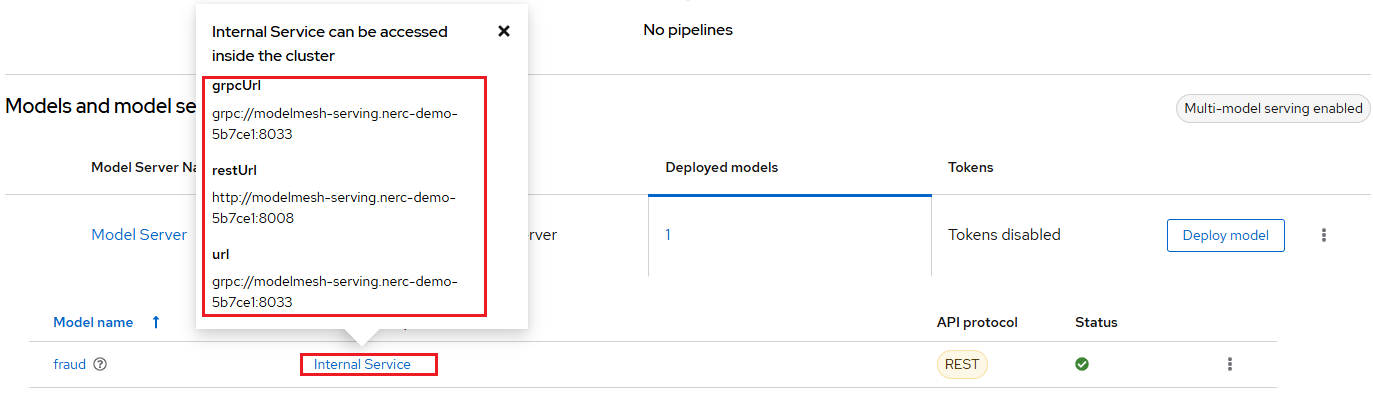 No pipelines
Internal Service can be accessed
inside the cluster
grpcUrl
grpc://modelmesh-serving.nerc-demo-
5b7ce1:8033
restUrl
http://modelmesh-serving.nerc-demo-
5b7ce1:8008
url
grpc://modelmesh-serving.nerc-demo-
5b7ce1:8033
Models and model se
Multi-model serving enabled
Model Server Na
Deployed models
Tokens
Model Server
erver
1
Tokens disabled
Deploy model
Model name
API protocol
Status
fraud
Internal Service
REST